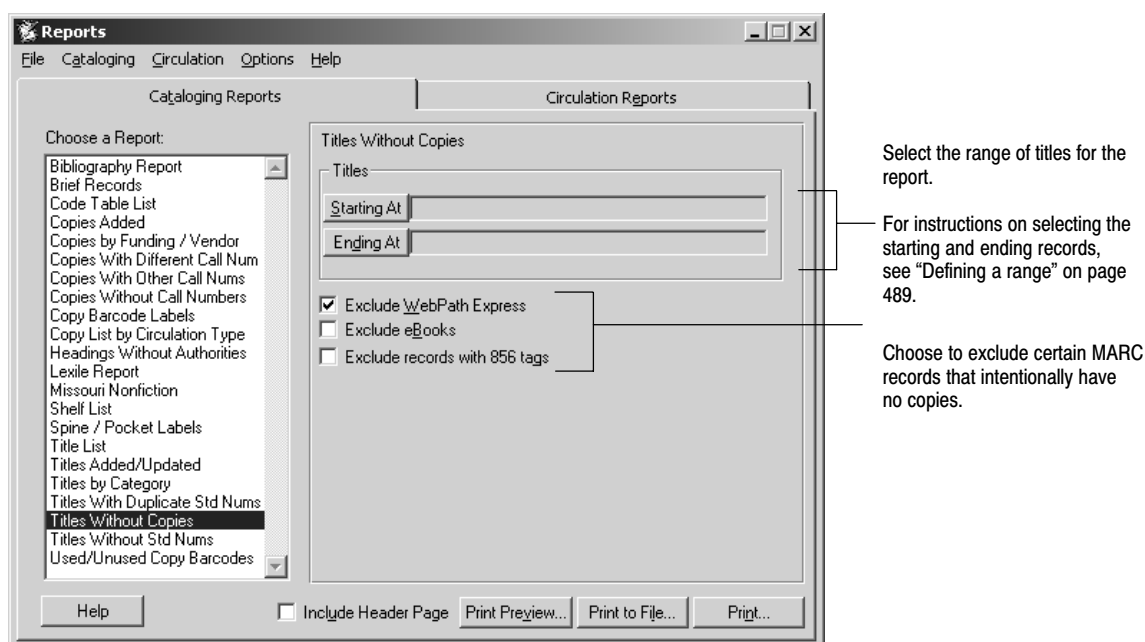 Reports
File Cataloging Circulation Options Help
Cataloging Reports
Circulation Reports
Choose a Report:
Bibliography Report
Brief Records
Code Table List
Copies Added
Copies by Funding / Vendor
Copies With Different Call Num
Copies With Other Call Nums
Copies Without Call Numbers
Copy Barcode Labels
Copy List by Circulation Type
Headings Without Authorities
Lexile Report
Missouri Nonfiction
Shelf List
Spine / Pocket Labels
Title List
Titles Added/Updated
Titles by Category
Titles With Duplicate Std Nums
Titles Without Copies
Titles Without Std Nums
Used/Unused Copy Barcodes
Titles Without Copies
Titles
Starting At
Ending At
Exclude WebPath Express
Exclude eBooks
Exclude records with 856 tags
Help
Include Header Page
Print Preview...
Print to File...
Print...
Select the range of titles for the
report.
For instructions on selecting the
starting and ending records,
see “Defining a range” on page
489.
Choose to exclude certain MARC
records that intentionally have
no copies.